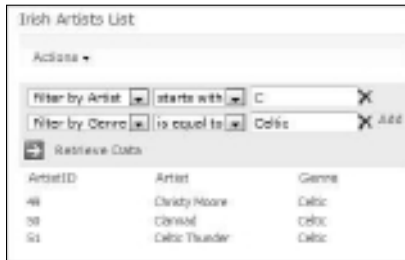 Irish Artists List
Actions
Filter by Artist starts with C
Filter by Genre is equal to Celtic Add
Retrieve Data
ArtistID Artist Genre
Christy Moore Celtic
50 Clannad Celtic
51 Celtic Thunder Celtic